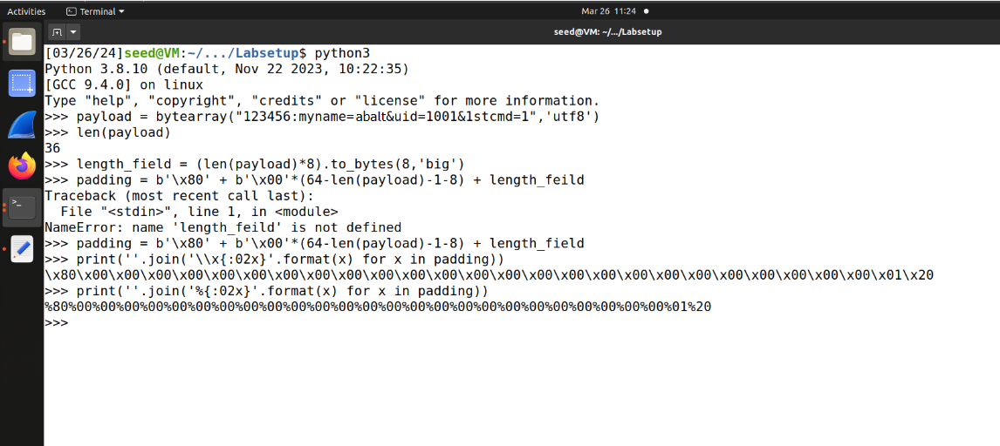 Activities
Terminal
Mar 26 11:24
seed@VM: ~/.../Labsetup
[03/26/24]seed@VM:~/.../Labsetup$ python3
Python 3.8.10 (default, Nov 22 2023, 10:22:35)
[GCC 9.4.0] on linux
Type "help", "copyright", "credits" or "license" for more information.
>>> payload = bytearray("123456:myname=abalt&uid=1001&1stcmd=1",'utf8')
>>> len(payload)
36
>>> length_field = (len(payload)*8).to_bytes(8,'big')
>>> padding = b'\x80' + b'\x00'*(64-len(payload)-1-8) + length_feild
Traceback (most recent call last):
  File "<stdin>", line 1, in <module>
NameError: name 'length_feild' is not defined
>>> padding = b'\x80' + b'\x00'*(64-len(payload)-1-8) + length_field
>>> print(''.join('\\x{:02x}'.format(x) for x in padding))
\x80\x00\x00\x00\x00\x00\x00\x00\x00\x00\x00\x00\x00\x00\x00\x00\x00\x00\x00\x00\x00\x00\x00\x00\x00\x00\x01\x20
>>> print(''.join('%{:02x}'.format(x) for x in padding))
%80%00%00%00%00%00%00%00%00%00%00%00%00%00%00%00%00%00%00%00%00%00%00%00%00%00%01%20
>>>